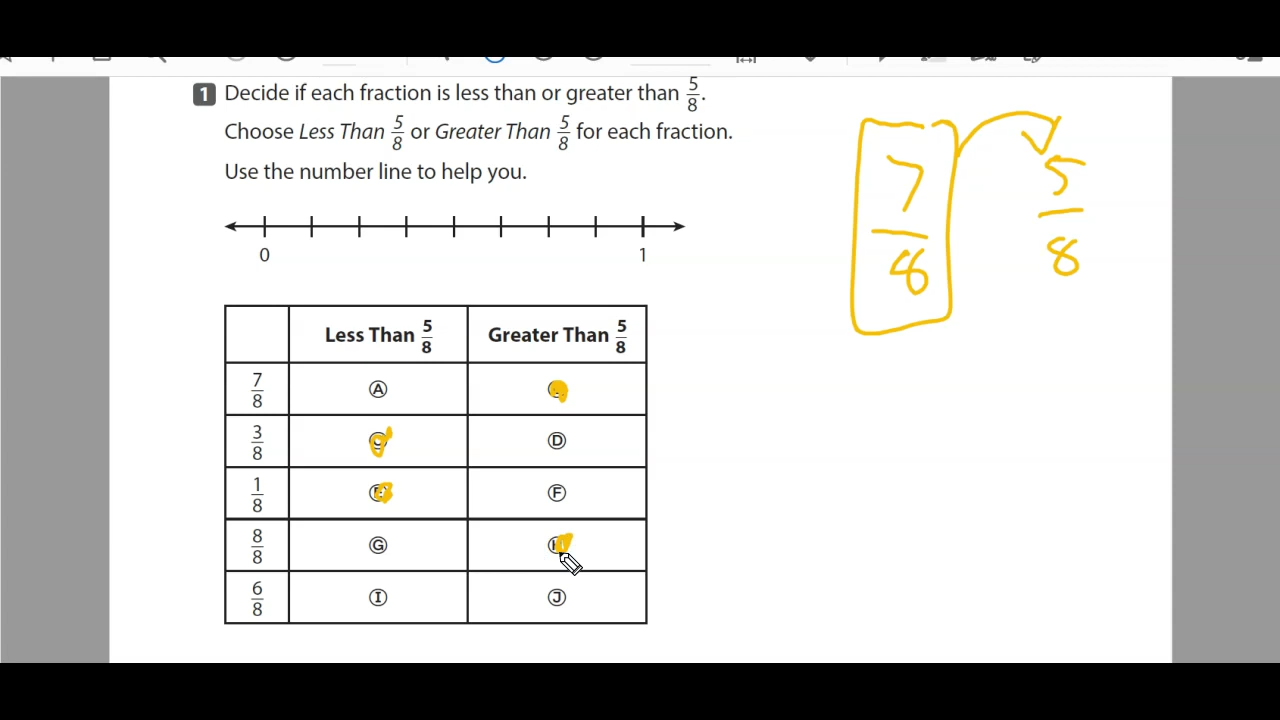 1 Decide if each fraction is less than or greater than 5/8.
Choose Less Than 5/8 or Greater Than 5/8 for each fraction.
Use the number line to help you.
0 1
7/8 5/8
Less Than 5/8 Greater Than 5/8
7/8 Ⓐ
3/8 Ⓒ Ⓓ
1/8 Ⓔ Ⓕ
8/8 Ⓖ Ⓗ
6/8 Ⓘ Ⓙ